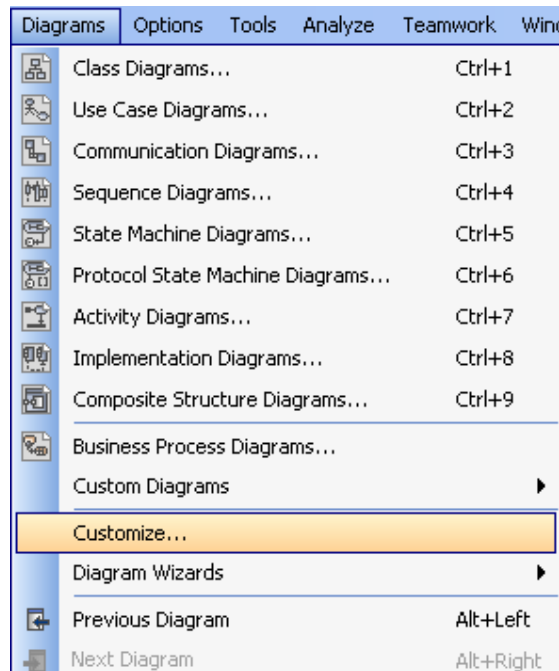 Diagrams Options Tools Analyze Teamwork
Class Diagrams... Ctrl+1
Use Case Diagrams... Ctrl+2
Communication Diagrams... Ctrl+3
Sequence Diagrams... Ctrl+4
State Machine Diagrams... Ctrl+5
Protocol State Machine Diagrams... Ctrl+6
Activity Diagrams... Ctrl+7
Implementation Diagrams... Ctrl+8
Composite Structure Diagrams... Ctrl+9
Business Process Diagrams...
Custom Diagrams
Customize...
Diagram Wizards
Previous Diagram Alt+Left
Next Diagram Alt+Right